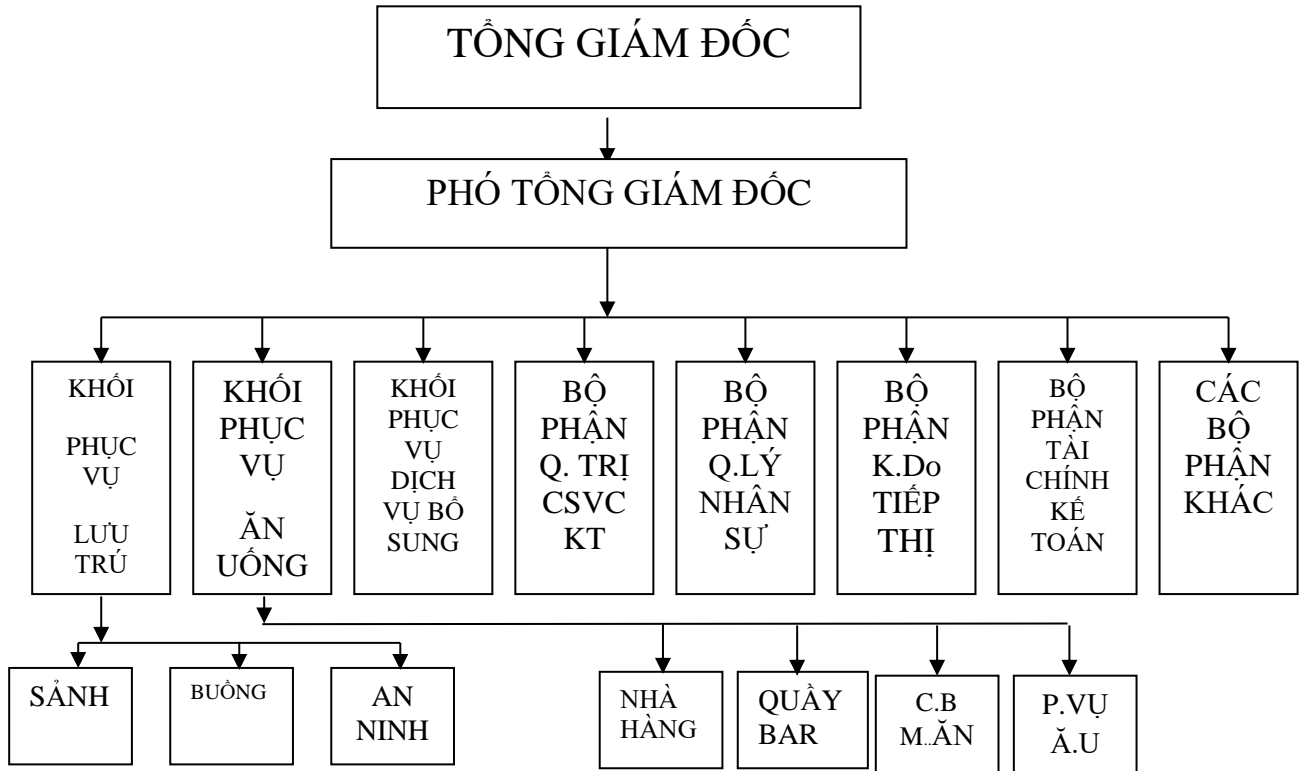 TỔNG GIÁM ĐỐC
PHÓ TỔNG GIÁM ĐỐC
KHỐI
PHỤC
VỤ
LƯU
TRÚ
KHỐI
PHỤC
VỤ
ĂN
UỐNG
KHỐI
PHỤC
VỤ
DỊCH
VỤ BỔ
SUNG
BỘ
PHẬN
Q. TRỊ
CSVC
KT
BỘ
PHẬN
Q.LÝ
NHÂN
SỰ
BỘ
PHẬN
K.Do
TIẾP
THỊ
BỘ
PHẬN
TÀI
CHÍNH
KẾ
TOÁN
CÁC
BỘ
PHẬN
KHÁC
SẢNH
BUỒNG
AN
NINH
NHÀ
HÀNG
QUẦY
BAR
C.B
M..ĂN
P.VỤ
Ă.U